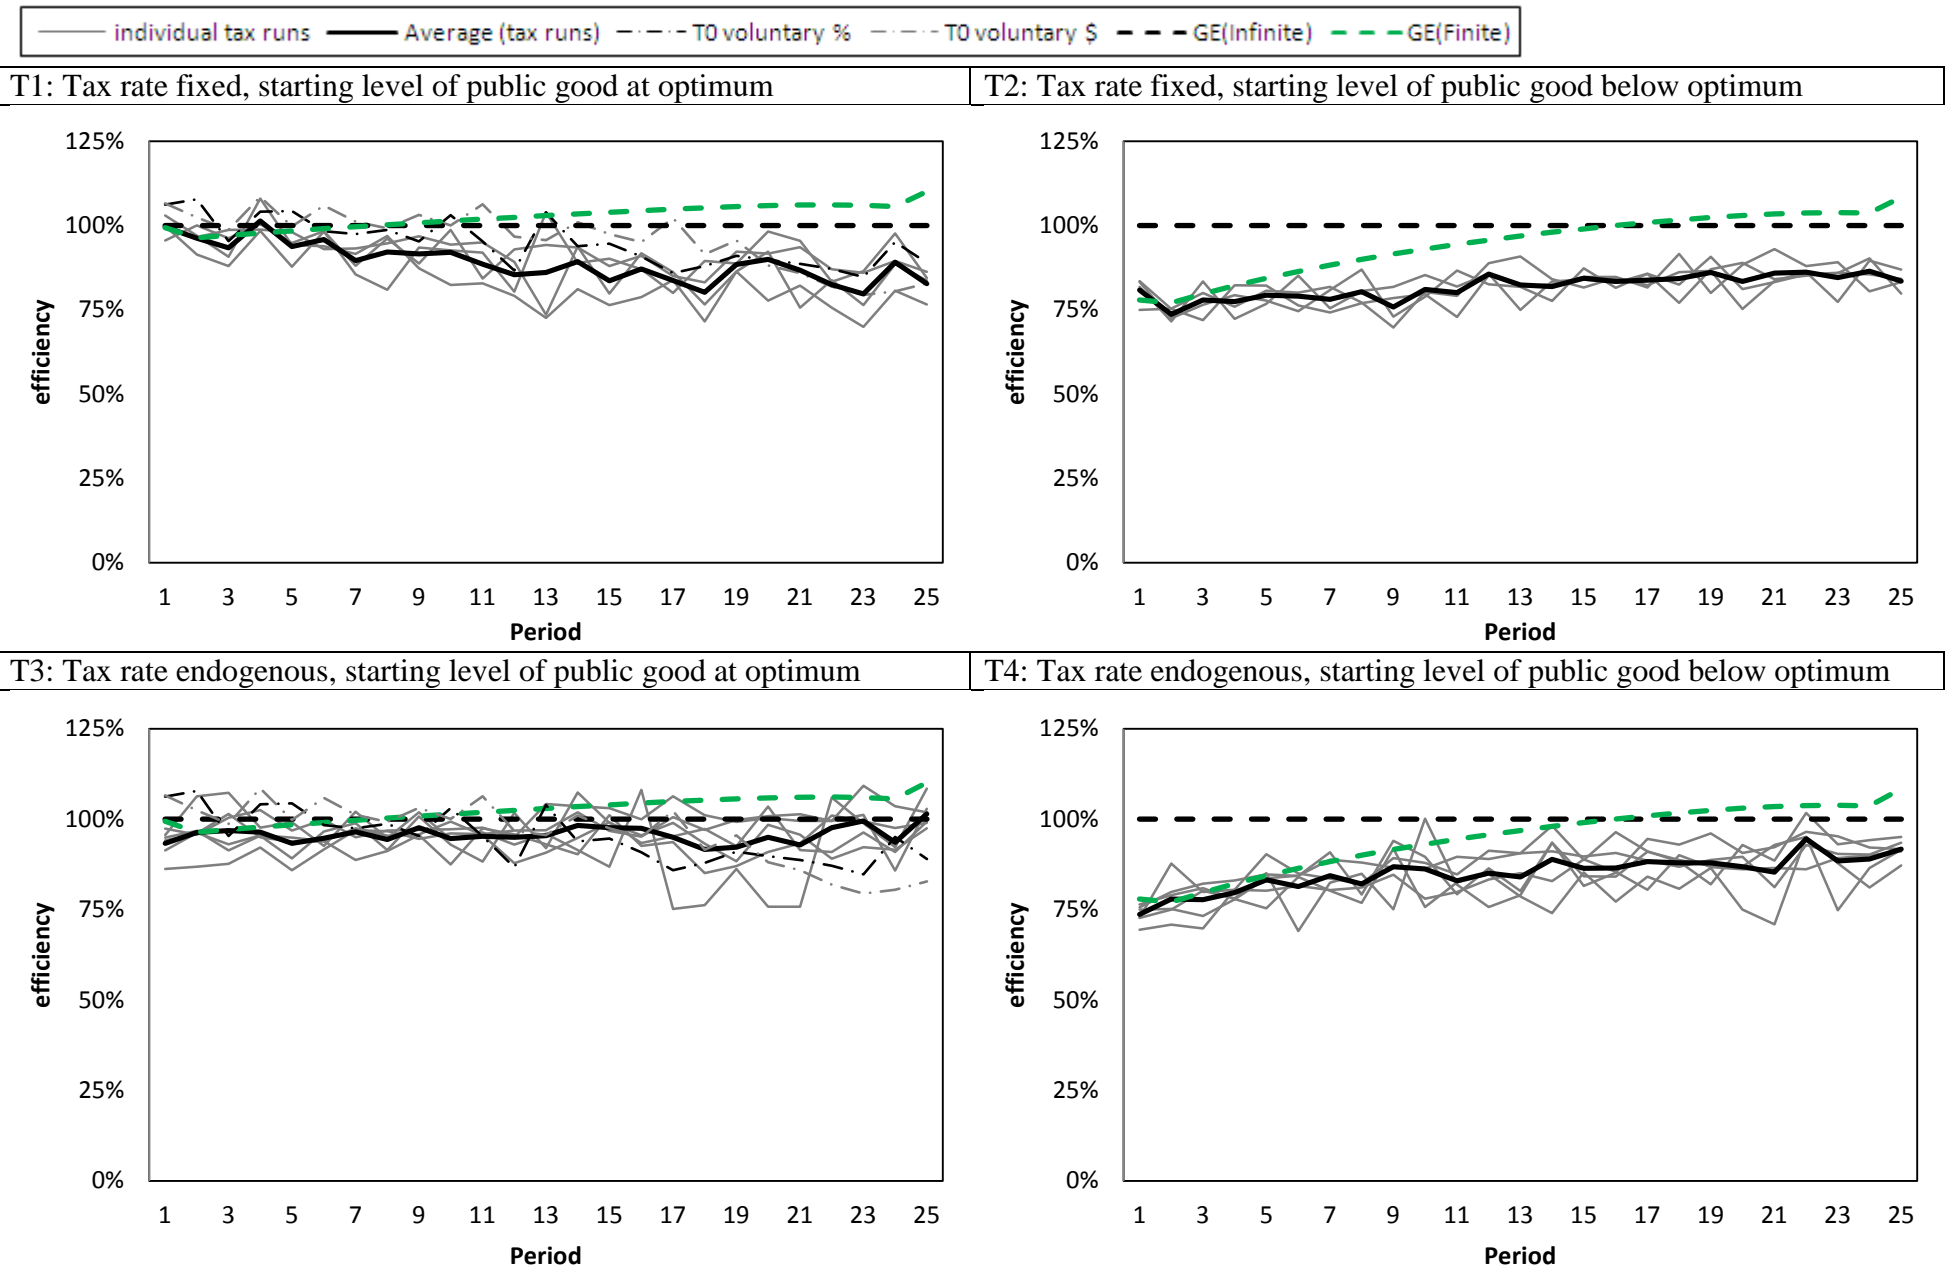 individual tax runs Average (tax runs) T0 voluntary % T0 voluntary $ GE(Infinite) GE(Finite)
T1: Tax rate fixed, starting level of public good at optimum
125%
100%
75%
50%
25%
0%
efficiency
1 3 5 7 9 11 13 15 17 19 21 23 25
Period
T2: Tax rate fixed, starting level of public good below optimum
125%
100%
75%
50%
25%
0%
efficiency
1 3 5 7 9 11 13 15 17 19 21 23 25
Period
T3: Tax rate endogenous, starting level of public good at optimum
125%
100%
75%
50%
25%
0%
efficiency
1 3 5 7 9 11 13 15 17 19 21 23 25
Period
T4: Tax rate endogenous, starting level of public good below optimum
125%
100%
75%
50%
25%
0%
efficiency
1 3 5 7 9 11 13 15 17 19 21 23 25
Period